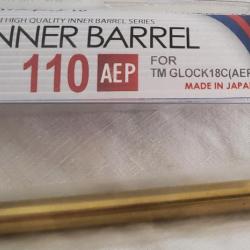 HIGH QUALITY INNER BARREL SERIES
INNER BARREL
110 AEP FOR
TM GLOCK18C(AEP
MADE IN JAPAN